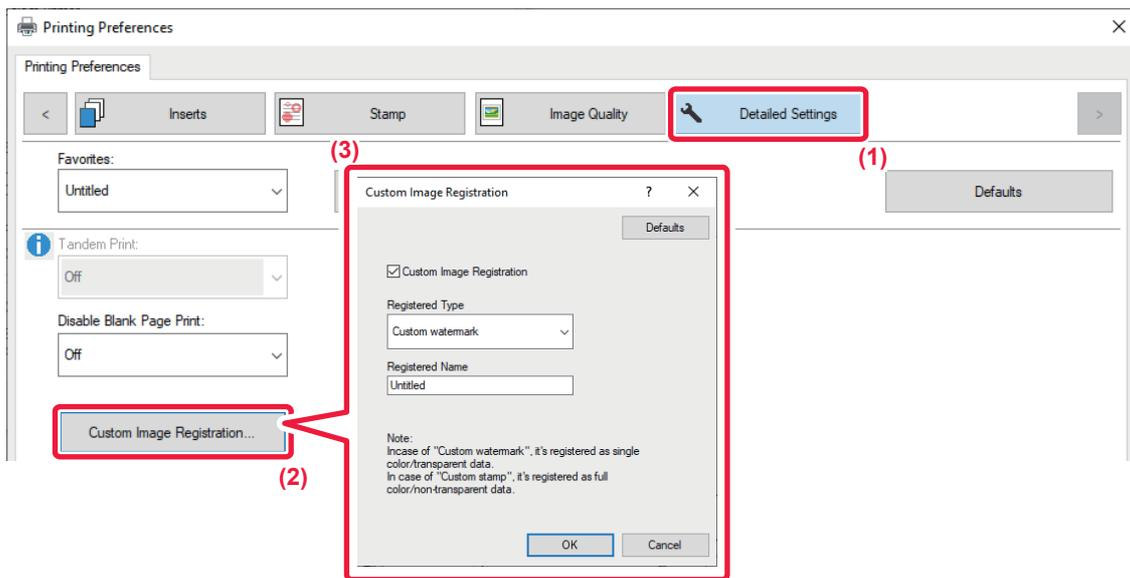 Printing Preferences
Printing Preferences
<
Inserts
Stamp
Image Quality
Detailed Settings
>
(1)
Favorites:
Untitled
Defaults
Tandem Print:
Off
Disable Blank Page Print:
Off
Custom Image Registration...
(2)
(3)
Custom Image Registration
?
Defaults
Custom Image Registration
Registered Type
Custom watermark
Registered Name
Untitled
Note:
Incase of "Custom watermark", it's registered as single
color/transparent data.
In case of "Custom stamp", it's registered as full
color/non-transparent data.
OK
Cancel